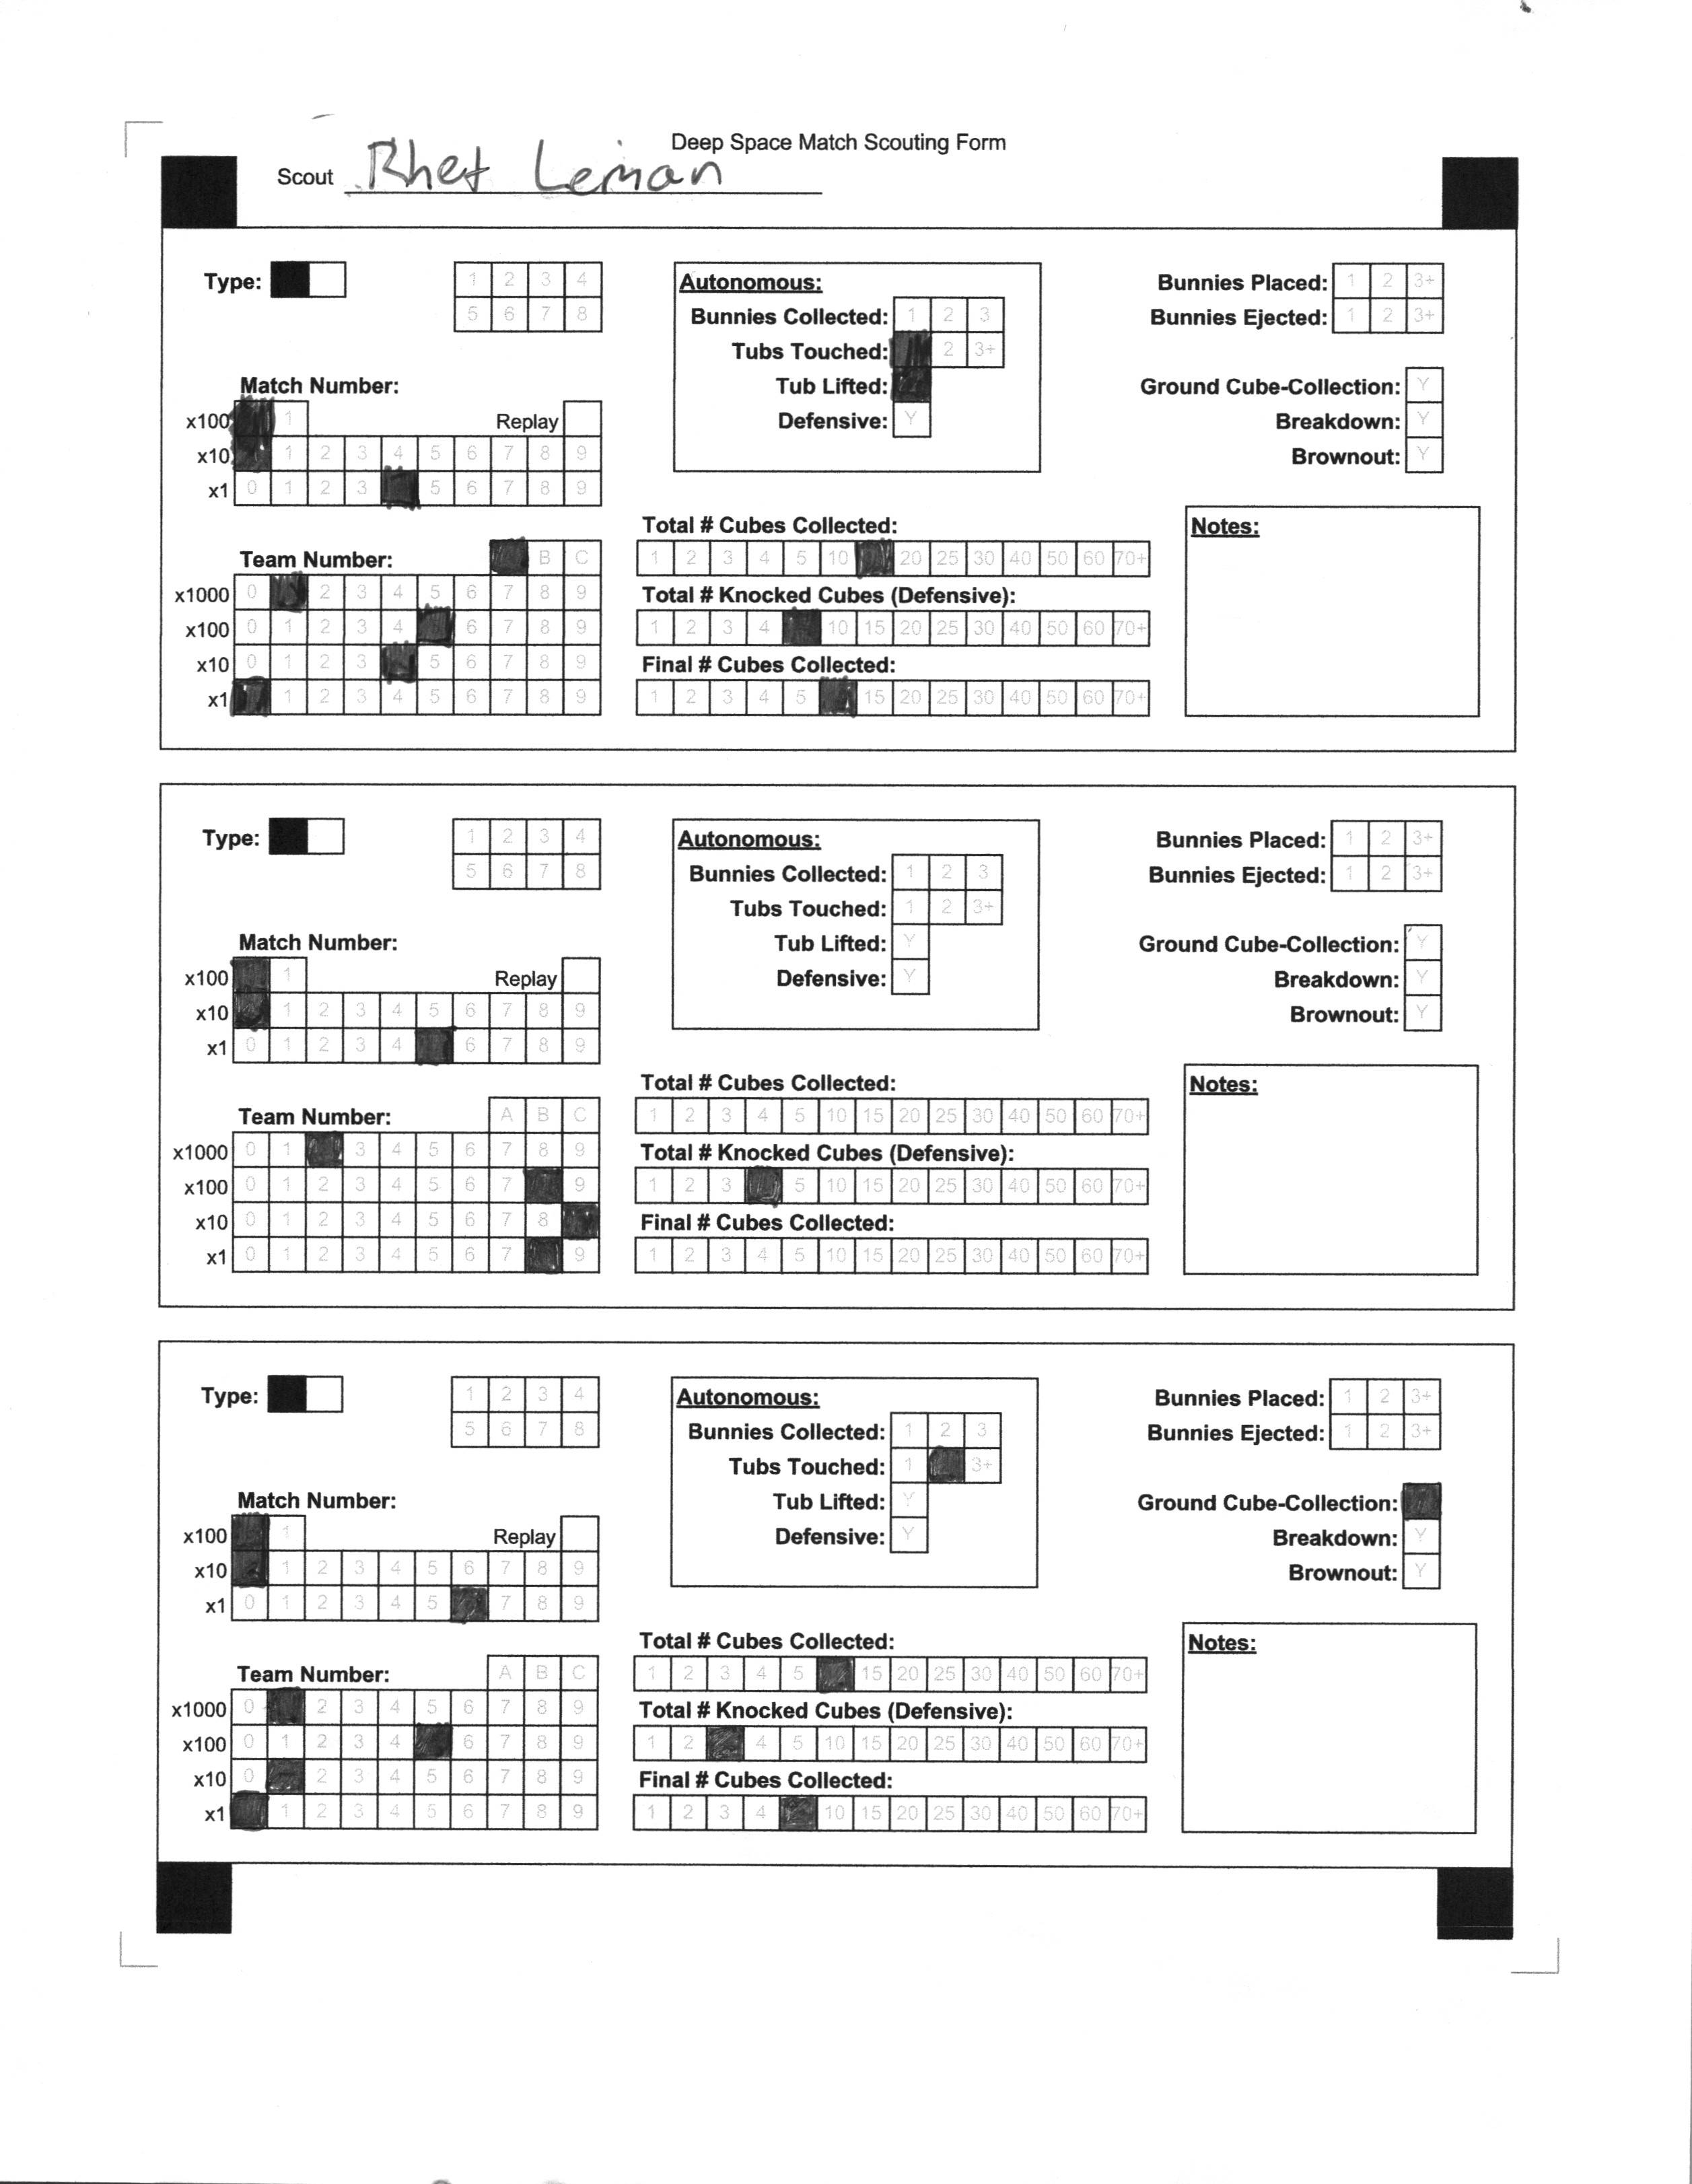 Deep Space Match Scouting Form
Scout Rhet Leman
Type:
1 2 3 4
5 6 7 8
Autonomous:
Bunnies Collected: 1 2 3
Tubs Touched: 2 3+
Tub Lifted:
Defensive: Y
Bunnies Placed: 1 2 3+
Bunnies Ejected: 1 2 3+
Ground Cube-Collection: Y
Breakdown: Y
Brownout: Y
Match Number:
x100 1 Replay
x10 1 2 3 4 5 6 7 8 9
x1 0 1 2 3 5 6 7 8 9
Team Number: B C
x1000 0 2 3 4 5 6 7 8 9
x100 0 1 2 3 4 6 7 8 9
x10 0 1 2 3 5 6 7 8 9
x1 1 2 3 4 5 6 7 8 9
Total # Cubes Collected:
1 2 3 4 5 10 20 25 30 40 50 60 70+
Total # Knocked Cubes (Defensive):
1 2 3 4 10 15 20 25 30 40 50 60 70+
Final # Cubes Collected:
1 2 3 4 5 15 20 25 30 40 50 60 70+
Notes:
Type:
1 2 3 4
5 6 7 8
Autonomous:
Bunnies Collected: 1 2 3
Tubs Touched: 1 2 3+
Tub Lifted: Y
Defensive: Y
Bunnies Placed: 1 2 3+
Bunnies Ejected: 1 2 3+
Ground Cube-Collection: Y
Breakdown: Y
Brownout: Y
Match Number:
x100 1 Replay
x10 1 2 3 4 5 6 7 8 9
x1 0 1 2 3 4 6 7 8 9
Team Number: A B C
x1000 0 1 3 4 5 6 7 8 9
x100 0 1 2 3 4 5 6 7 9
x10 0 1 2 3 4 5 6 7 8
x1 0 1 2 3 4 5 6 7 9
Total # Cubes Collected:
1 2 3 4 5 10 15 20 25 30 40 50 60 70+
Total # Knocked Cubes (Defensive):
1 2 3 5 10 15 20 25 30 40 50 60 70+
Final # Cubes Collected:
1 2 3 4 5 10 15 20 25 30 40 50 60 70+
Notes:
Type:
1 2 3 4
5 6 7 8
Autonomous:
Bunnies Collected: 1 2 3
Tubs Touched: 1 3+
Tub Lifted: Y
Defensive: Y
Bunnies Placed: 1 2 3+
Bunnies Ejected: 1 2 3+
Ground Cube-Collection:
Breakdown: Y
Brownout: Y
Match Number:
x100 1 Replay
x10 1 2 3 4 5 6 7 8 9
x1 0 1 2 3 4 5 7 8 9
Team Number: A B C
x1000 0 2 3 4 5 6 7 8 9
x100 0 1 2 3 4 6 7 8 9
x10 0 2 3 4 5 6 7 8 9
x1 1 2 3 4 5 6 7 8 9
Total # Cubes Collected:
1 2 3 4 5 15 20 25 30 40 50 60 70+
Total # Knocked Cubes (Defensive):
1 2 4 5 10 15 20 25 30 40 50 60 70+
Final # Cubes Collected:
1 2 3 4 10 15 20 25 30 40 50 60 70+
Notes: